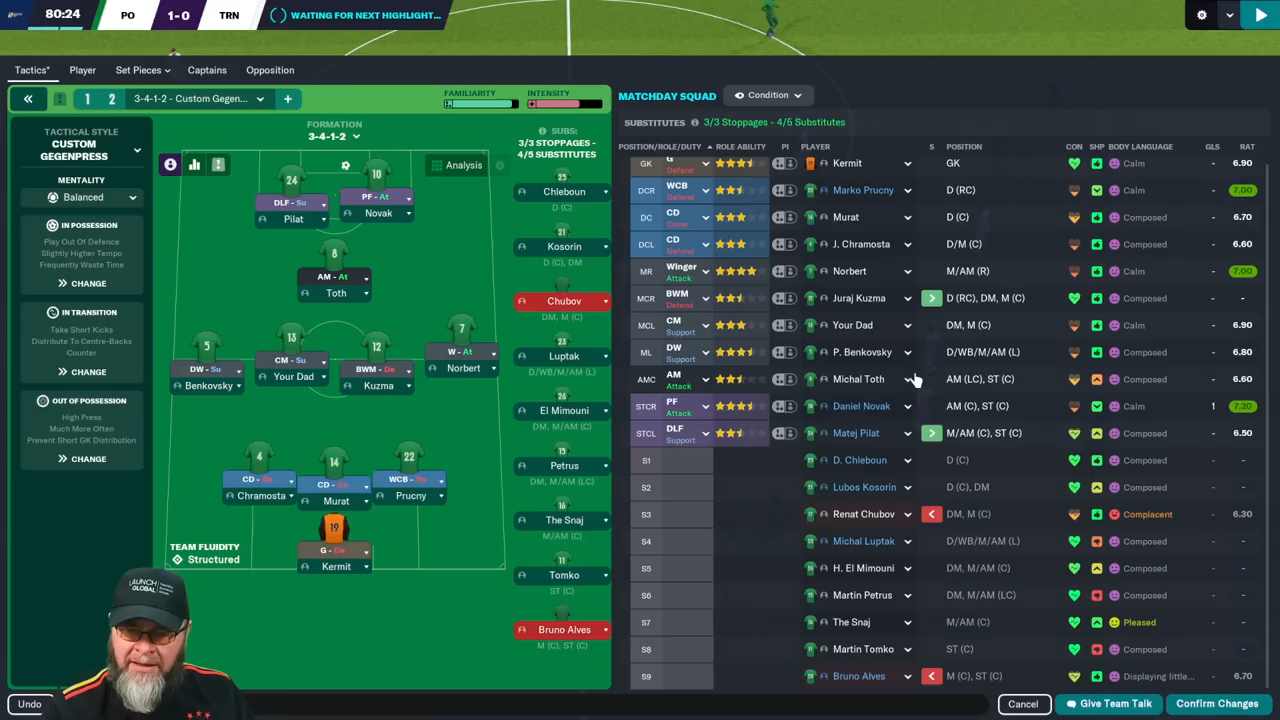 80:24 PO 1-0 TRN WAITING FOR NEXT HIGHLIGHT...
Tactics* Player Set Pieces Captains Opposition
1 2 3-4-1-2 - Custom Gegen... FAMILIARITY INTENSITY
TACTICAL STYLE
CUSTOM
GEGENPRESS
MENTALITY
Balanced
IN POSSESSION
Play Out Of Defence
Slightly Higher Tempo
Frequently Waste Time
CHANGE
IN TRANSITION
Take Short Kicks
Distribute To Centre-Backs
Counter
CHANGE
OUT OF POSSESSION
High Press
Much More Often
Prevent Short GK Distribution
CHANGE
FORMATION
3-4-1-2
Analysis
24
DLF - Su
Pilat
10
PF - At
Novak
8
AM - At
Toth
5
DW - Su
Benkovsky
13
CM - Su
Your Dad
12
BWM - De
Kuzma
7
W - At
Norbert
4
CD - De
Chramosta
14
CD - Co
Murat
22
WCB - De
Prucny
19
G - De
Kermit
TEAM FLUIDITY
Structured
SUBS:
3/3 STOPPAGES -
4/5 SUBSTITUTES
25
Chleboun
D (C)
21
Kosorin
D (C), DM
Chubov
DM, M (C)
23
Luptak
D/WB/M/AM (L)
El Mimouni
DM, M/AM (C)
15
Petrus
DM, M/AM (LC)
16
The Snaj
M/AM (C)
11
Tomko
ST (C)
Bruno Alves
M (C), ST (C)
MATCHDAY SQUAD Condition
SUBSTITUTES 3/3 Stoppages - 4/5 Substitutes
POSITION/ROLE/DUTY ROLE ABILITY PI PLAYER S POSITION CON SHP BODY LANGUAGE GLS RAT
GK G Defend Kermit GK Calm - 6.90
DCR WCB Defend Marko Prucny D (RC) Calm - 7.00
DC CD Cover Murat D (C) Composed - 6.70
DCL CD Defend J. Chramosta D/M (C) Composed - 6.60
MR Winger Attack Norbert M/AM (R) Calm - 7.00
MCR BWM Defend Juraj Kuzma D (RC), DM, M (C) Composed - -
MCL CM Support Your Dad DM, M (C) Calm - 6.90
ML DW Support P. Benkovsky D/WB/M/AM (L) Composed - 6.80
AMC AM Attack Michal Toth AM (LC), ST (C) Composed - 6.60
STCR PF Attack Daniel Novak AM (C), ST (C) Calm 1 7.20
STCL DLF Support Matej Pilat M/AM (C), ST (C) Composed - 6.50
S1 D. Chleboun D (C) Composed - -
S2 Lubos Kosorin D (C), DM Composed - -
S3 Renat Chubov DM, M (C) Complacent - 6.30
S4 Michal Luptak D/WB/M/AM (L) Composed - -
S5 H. El Mimouni DM, M/AM (C) Composed - -
S6 Martin Petrus DM, M/AM (LC) Composed - -
S7 The Snaj M/AM (C) Pleased - -
S8 Martin Tomko ST (C) Composed - -
S9 Bruno Alves M (C), ST (C) Displaying little... - 6.70
LAUNCH
GLOBAL
Undo Cancel Give Team Talk Confirm Changes